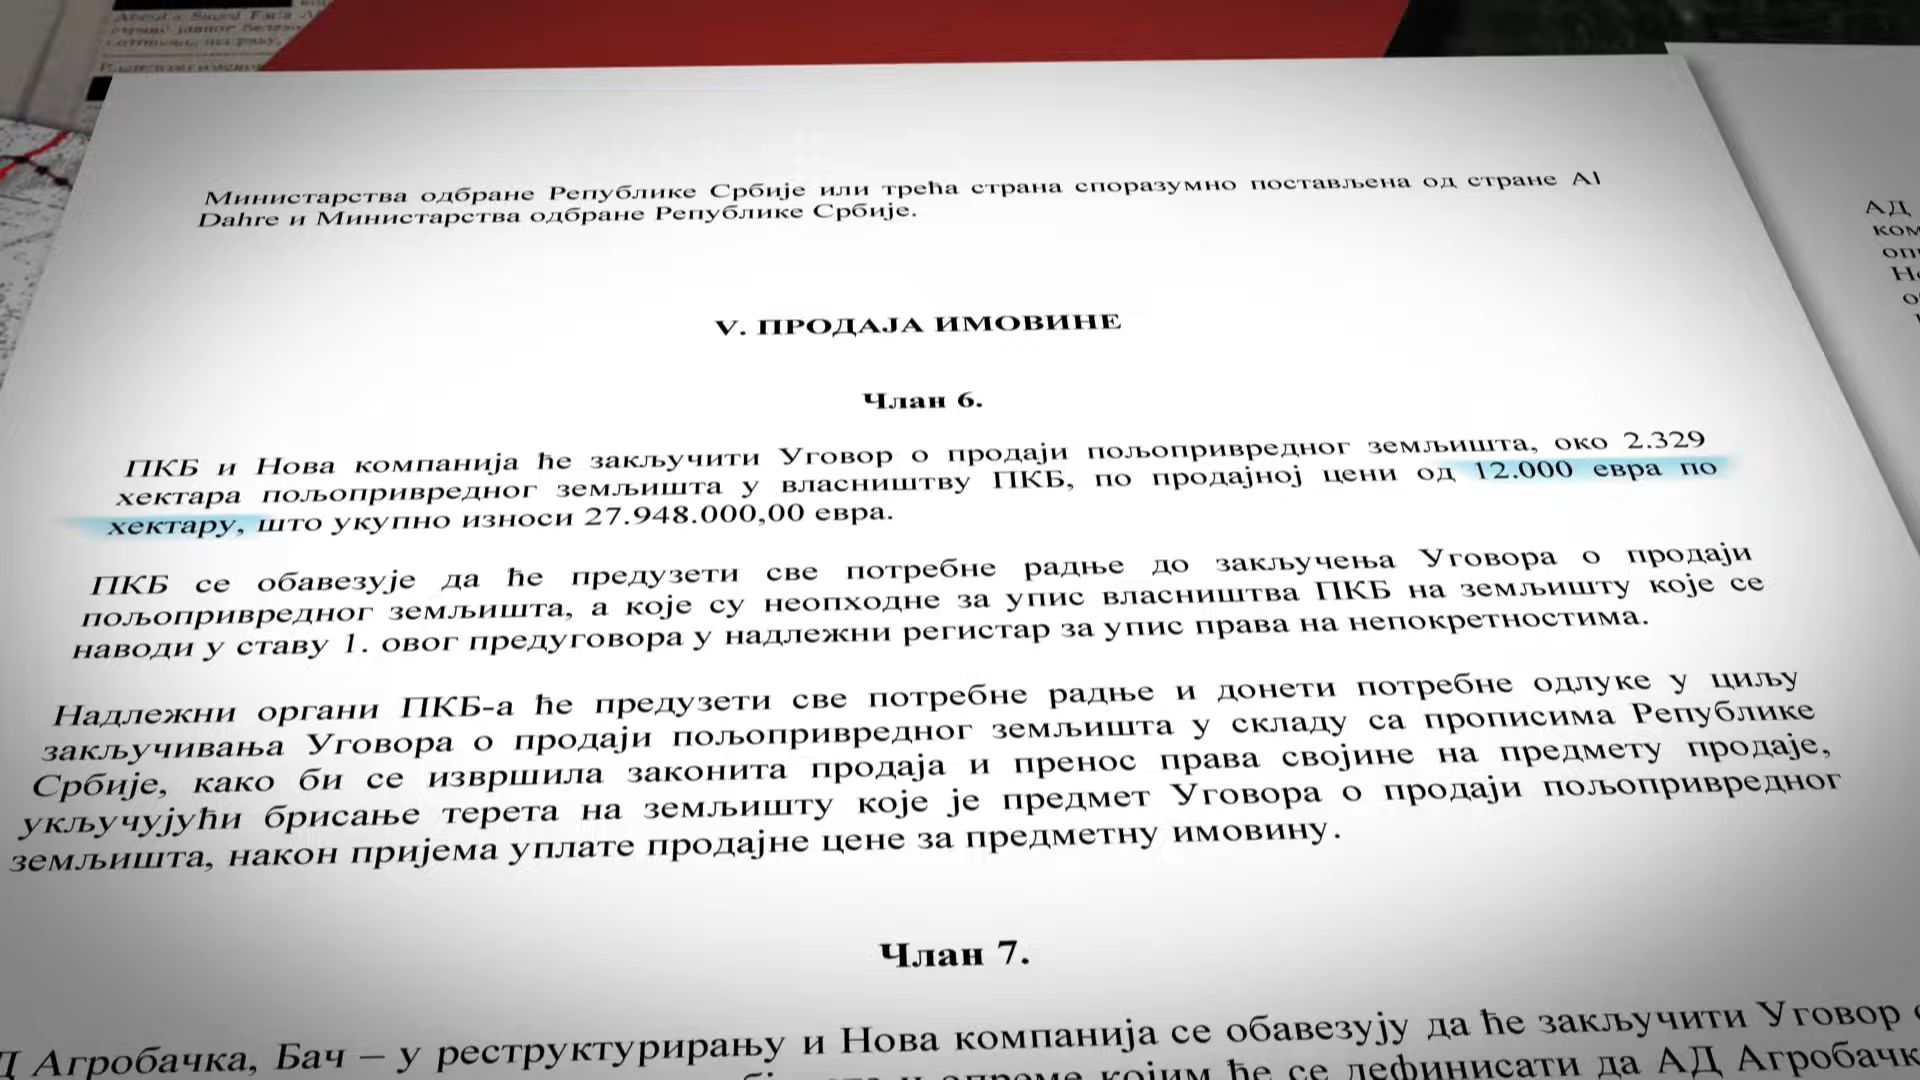 Министарства одбране Републике Србије или трећа страна споразумно постављена од стране Al
Dahre и Министарства одбране Републике Србије.
V. ПРОДАЈА ИМОВИНЕ
Члан 6.
ПКБ и Нова компанија ће закључити Уговор о продаји пољопривредног земљишта, око 2.329
хектара пољопривредног земљишта у власништву ПКБ, по продајној цени од 12.000 евра по
хектару, што укупно износи 27.948.000,00 евра.
ПКБ се обавезује да ће предузети све потребне радње до закључења Уговора о продаји
пољопривредног земљишта, а које су неопходне за упис власништва ПКБ на земљишту које се
наводи у ставу 1. овог предуговора у надлежни регистар за упис права на непокретностима.
Надлежни органи ПКБ-а ће предузети све потребне радње и донети потребне одлуке у циљу
закључивања Уговора о продаји пољопривредног земљишта у складу са прописима Републике
Србије, како би се извршила законита продаја и пренос права својине на предмету продаје,
укључујући брисање терета на земљишту које је предмет Уговора о продаји пољопривредног
земљишта, након пријема уплате продајне цене за предметну имовину.
Члан 7.
Агробачка, Бач – у реструктурирању и Нова компанија се обавезују да ће закључити Уговор
опреме којим ће се дефинисати да АД Агробачк
АД